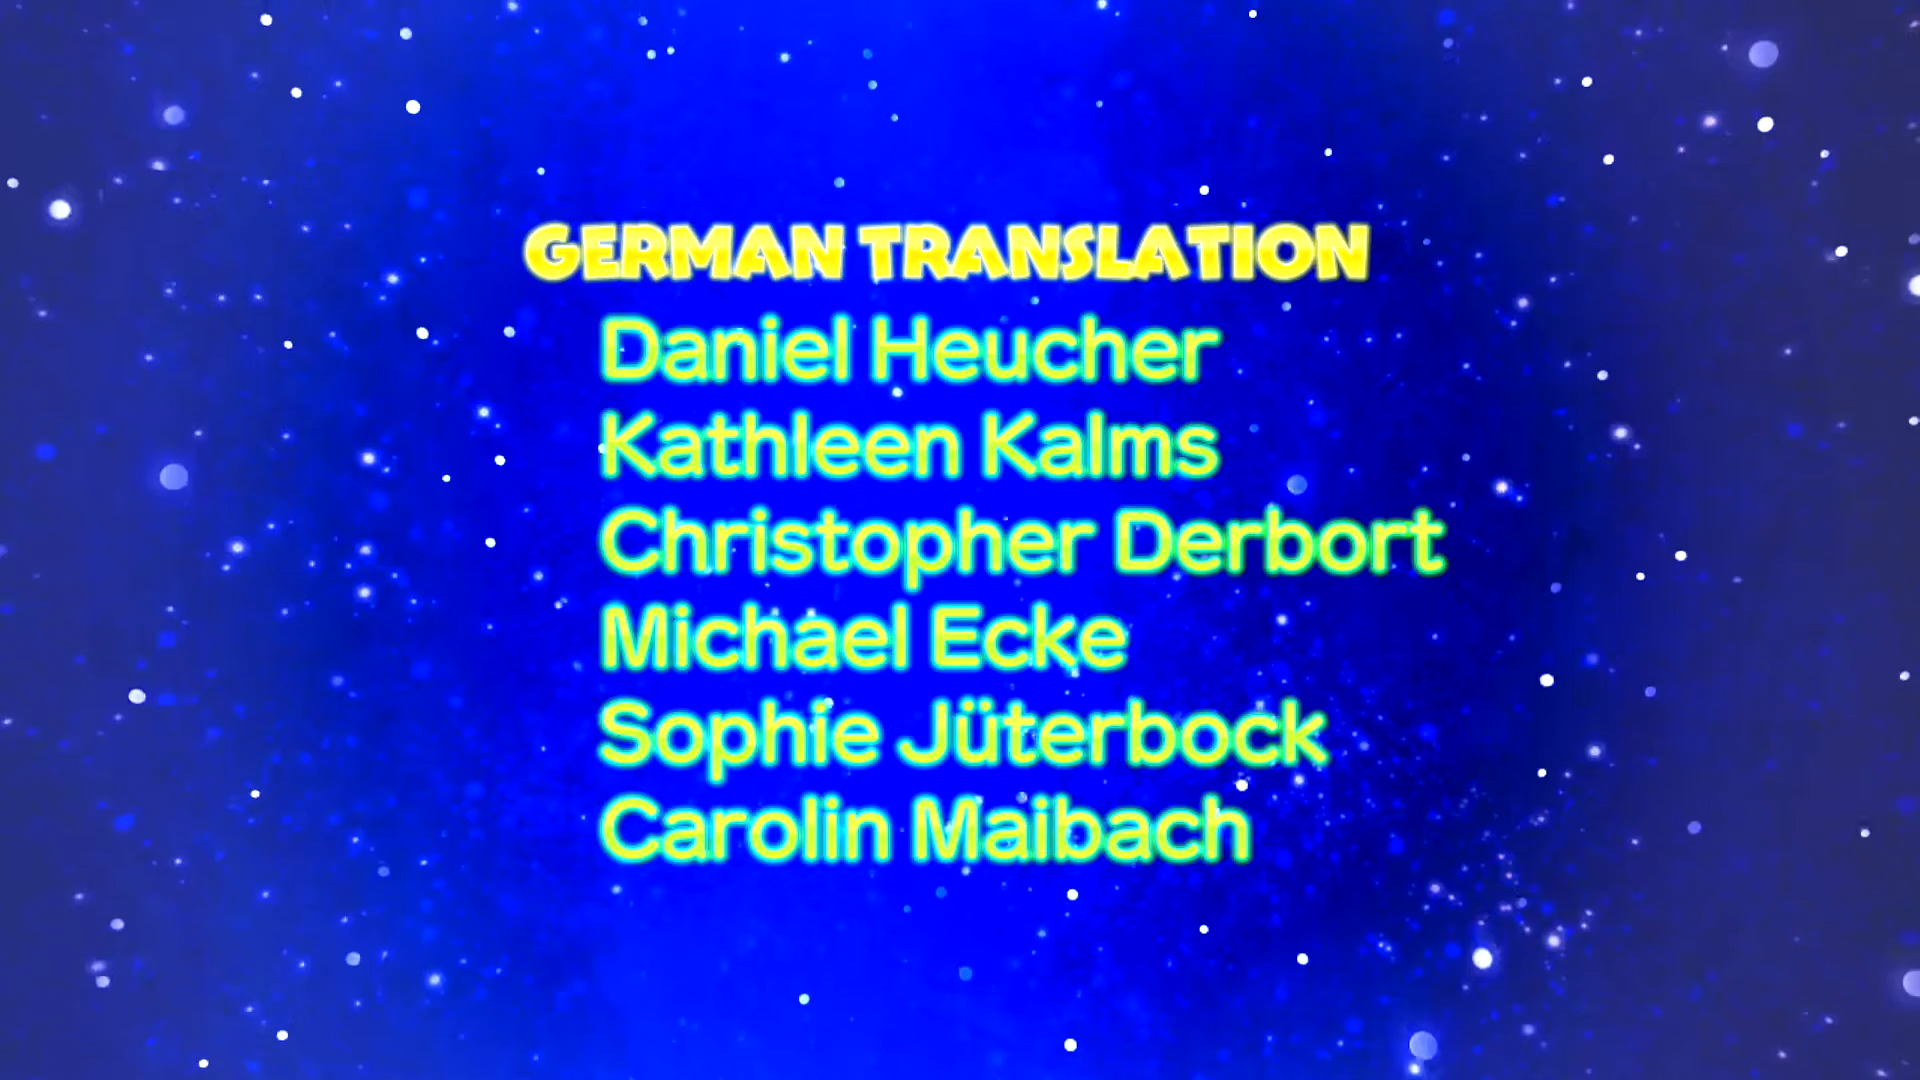 GERMAN TRANSLATION
Daniel Heucher
Kathleen Kalms
Christopher Derbort
Michael Ecke
Sophie Jüterbock
Carolin Maibach